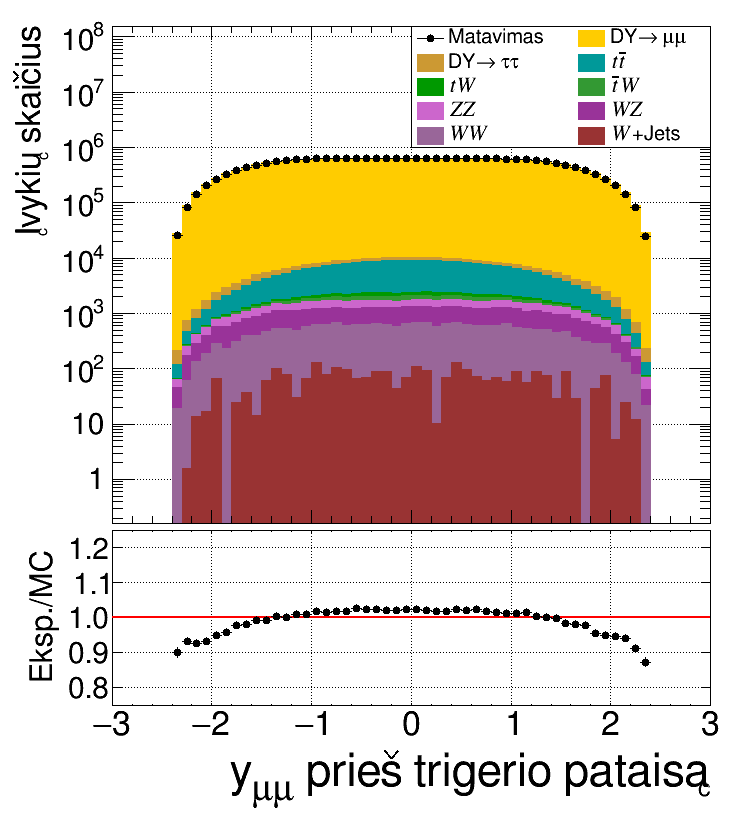 10⁸
10⁷
10⁶
10⁵
10⁴
10³
10²
10
1
Įvykių skaičius
Matavimas
DY→ μμ
DY→ ττ
tt̄
tW
t̄W
ZZ
WZ
WW
W+Jets
1.2
1.1
1.0
0.9
0.8
Eksp./MC
−3 −2 −1 0 1 2 3
yμμ prieš trigerio pataisą